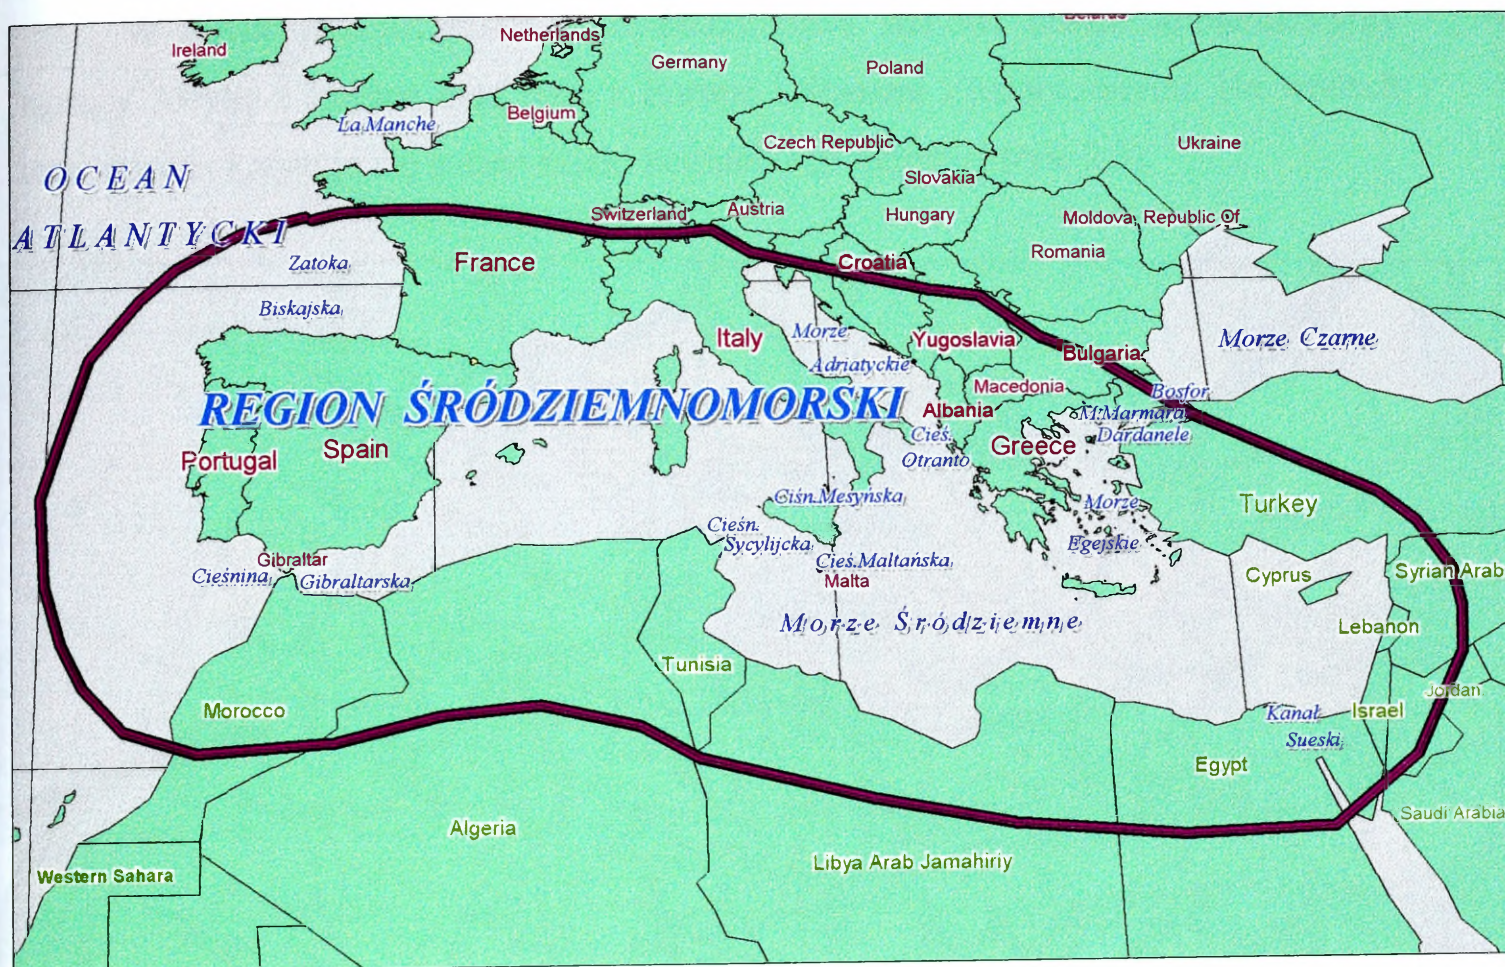 Belarus
Ireland
Netherlands
Germany
Poland
Belgium
La Manche
Czech Republic
Ukraine
OCEAN
ATLANTYCKI
Slovakia
Switzerland
Austria
Hungary
Moldova, Republic Of
Romania
Zatoka
Biskajska
France
Croatia
Italy
Morze
Adriatyckie
Yugoslavia
Bulgaria
Morze Czarne
Macedonia
Bosfor
REGION ŚRÓDZIEMNOMORSKI
Albania
M.Marmara
Dardanele
Cieś.
Otranto
Greece
Portugal
Spain
Ciśn.Mesyńska
Morze
Egejskie
Turkey
Cieśn.
Sycylijcka
Cieś.Maltańska
Malta
Gibraltar
Cieśnina
Gibraltarska
Cyprus
Syrian Arab
Morze Śródziemne
Lebanon
Tunisia
Jordan
Morocco
Israel
Kanał
Sueski
Egypt
Saudi Arabia
Algeria
Libya Arab Jamahiriy
Western Sahara